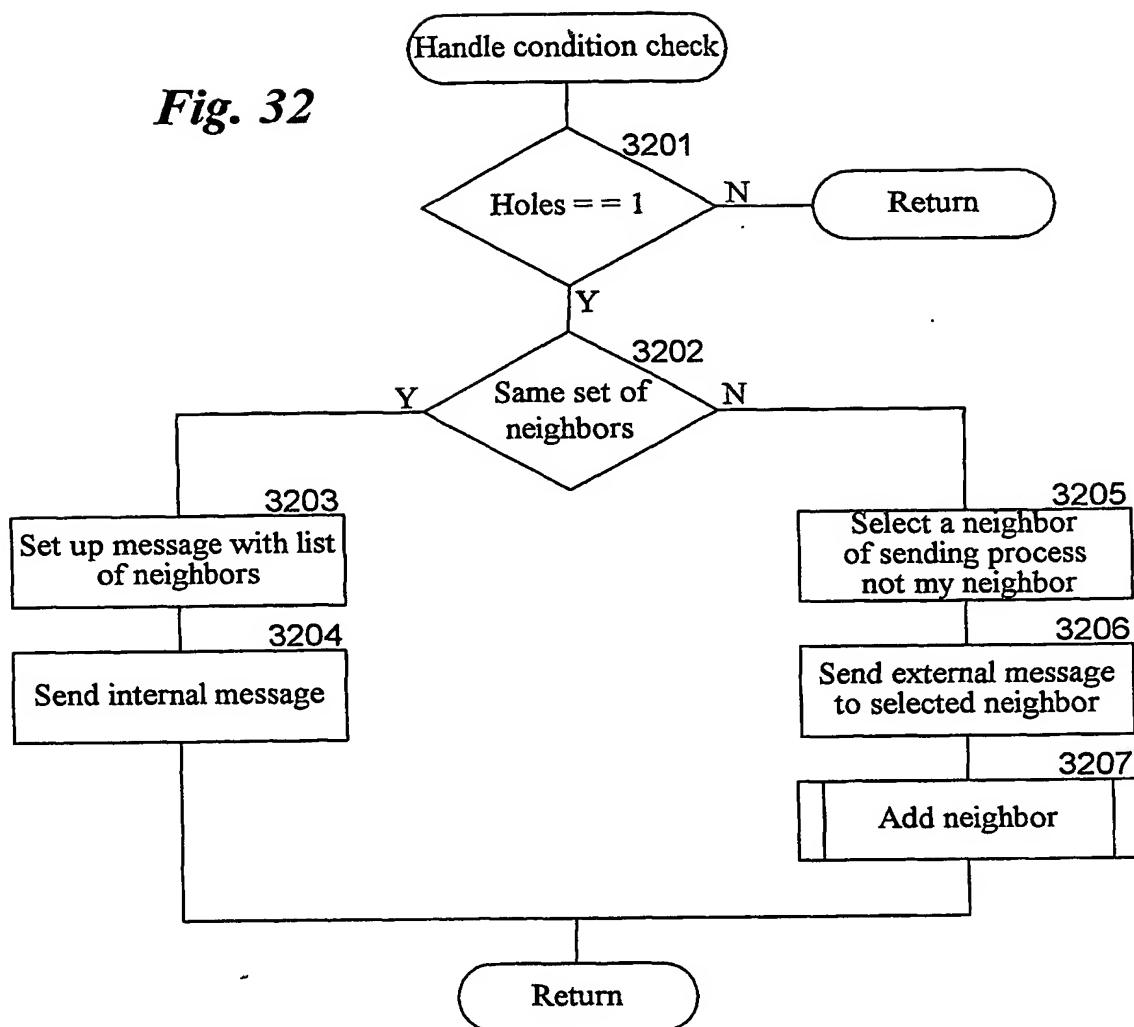 Handle condition check
Fig. 32
3201
Holes = = 1
N
Return
Y
3202
Y
Same set of
neighbors
N
3203
Set up message with list
of neighbors
3205
Select a neighbor
of sending process
not my neighbor
3204
Send internal message
3206
Send external message
to selected neighbor
3207
Add neighbor
Return